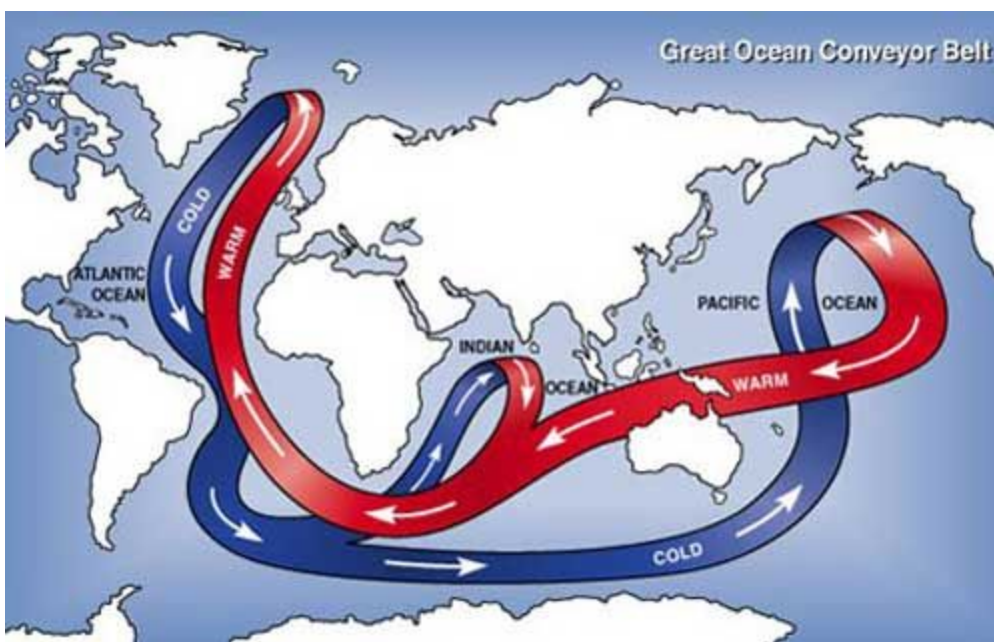 Great Ocean Conveyor Belt
COLD
WARM
ATLANTIC
OCEAN
PACIFIC
OCEAN
INDIAN
OCEAN
WARM
COLD